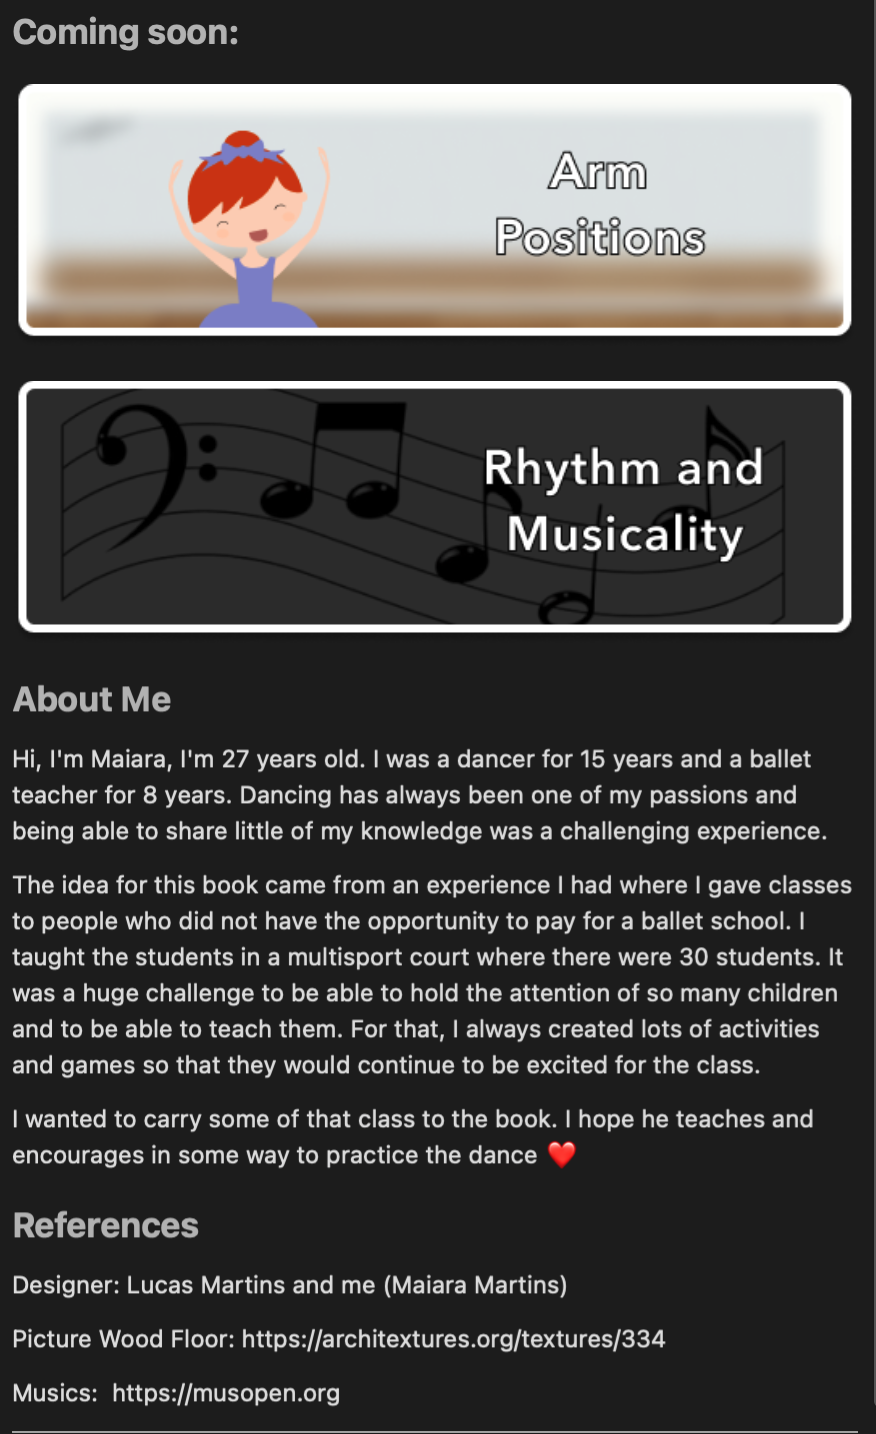 Coming soon:
Arm
Positions
Rhythm and
Musicality
About Me
Hi, I'm Maiara, I'm 27 years old. I was a dancer for 15 years and a ballet
teacher for 8 years. Dancing has always been one of my passions and
being able to share little of my knowledge was a challenging experience.
The idea for this book came from an experience I had where I gave classes
to people who did not have the opportunity to pay for a ballet school. I
taught the students in a multisport court where there were 30 students. It
was a huge challenge to be able to hold the attention of so many children
and to be able to teach them. For that, I always created lots of activities
and games so that they would continue to be excited for the class.
I wanted to carry some of that class to the book. I hope he teaches and
encourages in some way to practice the dance ❤️
References
Designer: Lucas Martins and me (Maiara Martins)
Picture Wood Floor: https://architextures.org/textures/334
Musics:  https://musopen.org